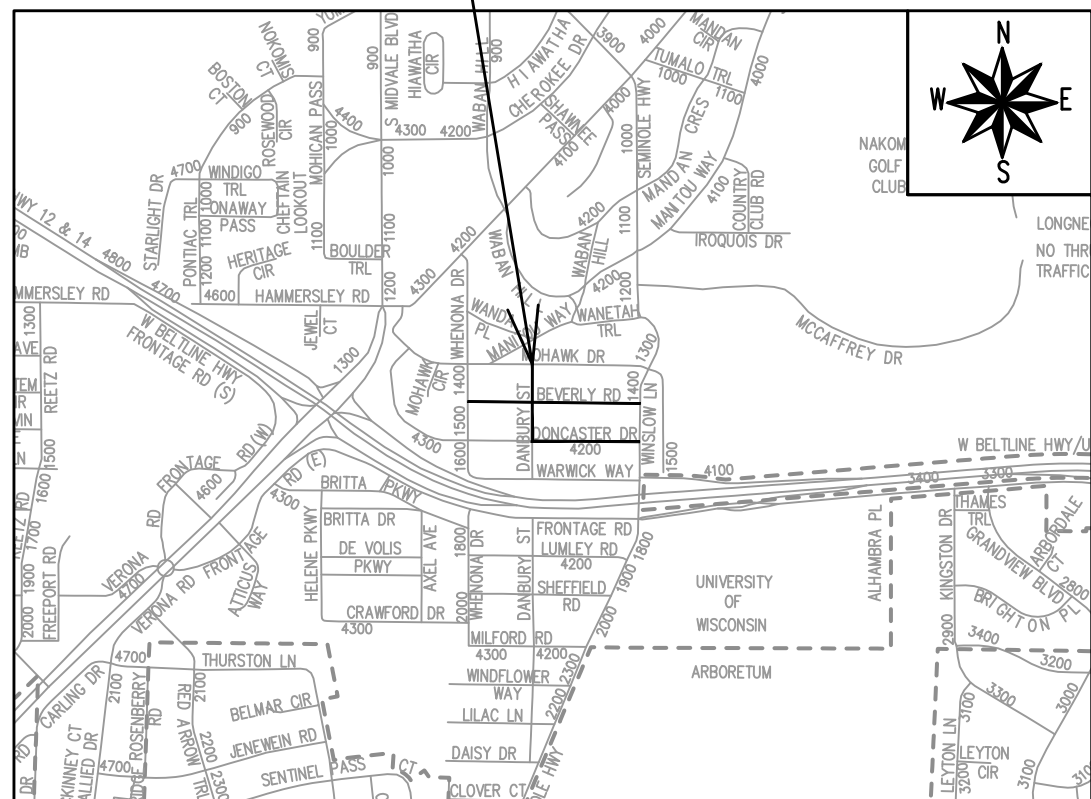 N
W
E
S
NAKOM
GOLF
CLUB
LONGNE
NO THR
TRAFFIC
900
S MIDVALE BLVD
900
HIAWATHA
CIR
WABAN HILL
900
HIAWATHA
CHEROKEE DR
3900
4000
MANDAN
CIR
TUMALO TRL
1000
1100
4000
NOKOMIS
CT
BOSTON
CT
900
ROSEWOOD
CIR
MOHICAN PASS
1000
4400
4300
4200
1000
SHAWNEE
PASS
4100
4000
SEMINOLE HWY
1000
MANDAN CRES
MANITOU WAY
4100
COUNTRY
CLUB RD
IROQUOIS DR
4700
WINDIGO
TRL
ONAWAY
PASS
CHEFTAIN
LOOKOUT
1100
STARLIGHT DR
PONTIAC TRL
1000
1100
1200
HERITAGE
CIR
BOULDER
TRL
1100
1200
4600
HAMMERSLEY RD
JEWEL
CT
1300
4200
4300
4200
WABAN HILL
WABAN
HILL
4200
1100
1200
WANETAH
TRL
WHENONA DR
PL
MOHAWK DR
1300
MCCAFFREY DR
HWY 12 & 14
4800
4700
MMERSLEY RD
1300
W BELTLINE HWY
FRONTAGE RD (S)
REETZ RD
1500
1600
1700
1900
2000
FREEPORT RD
MOHAWK
CIR
1400
1500
1600
4300
DANBURY ST
BEVERLY RD
1400
DONCASTER DR
4200
WARWICK WAY
WINSLOW LN
1500
4100
W BELTLINE HWY/U
3400
3300
FRONTAGE
RD (W)
4600
RD
VERONA
4700
VERONA RD
FRONTAGE
RD (E)
4300
ATTICUS
WAY
BRITTA PKWY
BRITTA DR
DE VOLIS
PKWY
HELENE PKWY
AXEL AVE
CRAWFORD DR
4300
1800
WHENONA DR
2000
DANBURY ST
FRONTAGE RD
LUMLEY RD
4200
SHEFFIELD
RD
1800
1900
2000
MILFORD RD
4300
4200
WINDFLOWER
WAY
LILAC LN
DAISY DR
CLOVER CT
2300
2200
UNIVERSITY
OF
WISCONSIN
ARBORETUM
ALHAMBRA PL
KINGSTON DR
2900
THAMES
TRL
GRANDVIEW BLVD
ARBORDALE
CT
2800
BRIGHTON PL
3400
3200
3300
3000
3100
3100
LEYTON LN
3200
LEYTON
CIR
CARLING DR
4700
2100
THURSTON LN
2100
RED ARROW
TRL
2200
2300
BELMAR CIR
JENEWEIN RD
4700
SENTINEL PASS
CT
ALLIED DR
RD
DR